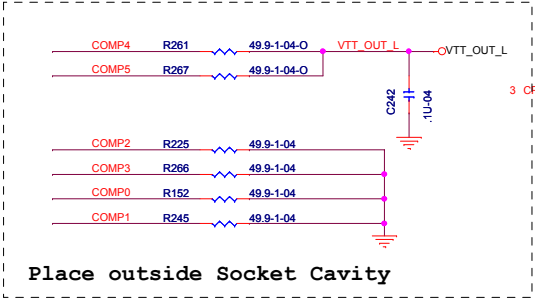 COMP4 R261 49.9-1-04-O VTT_OUT_L VTT_OUT_L
COMP5 R267 49.9-1-04-O
C242 .1U-04
3 CP
COMP2 R225 49.9-1-04
COMP3 R266 49.9-1-04
COMP0 R152 49.9-1-04
COMP1 R245 49.9-1-04
Place outside Socket Cavity